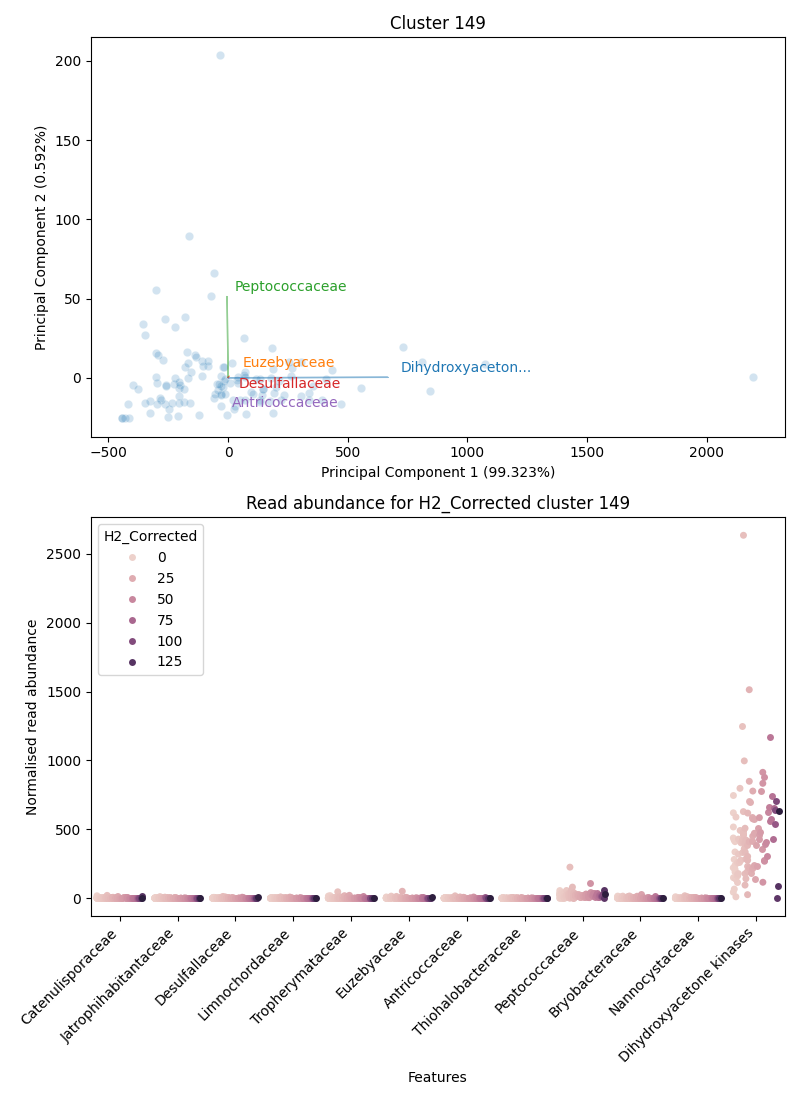 Cluster 149
Principal Component 2 (0.592%)
200
150
100
50
0
Peptococcaceae
Euzebyaceae
Dihydroxyaceton...
Desulfallaceae
Antricoccaceae
−500
0
500
1000
1500
2000
Principal Component 1 (99.323%)
Read abundance for H2_Corrected cluster 149
Normalised read abundance
2500
2000
1500
1000
500
0
H2_Corrected
0
25
50
75
100
125
Catenulisporaceae
Jatrophihabitantaceae
Desulfallaceae
Limnochordaceae
Tropherymataceae
Euzebyaceae
Antricoccaceae
Thiohalobacteraceae
Peptococcaceae
Bryobacteraceae
Nannocystaceae
Dihydroxyacetone kinases
Features